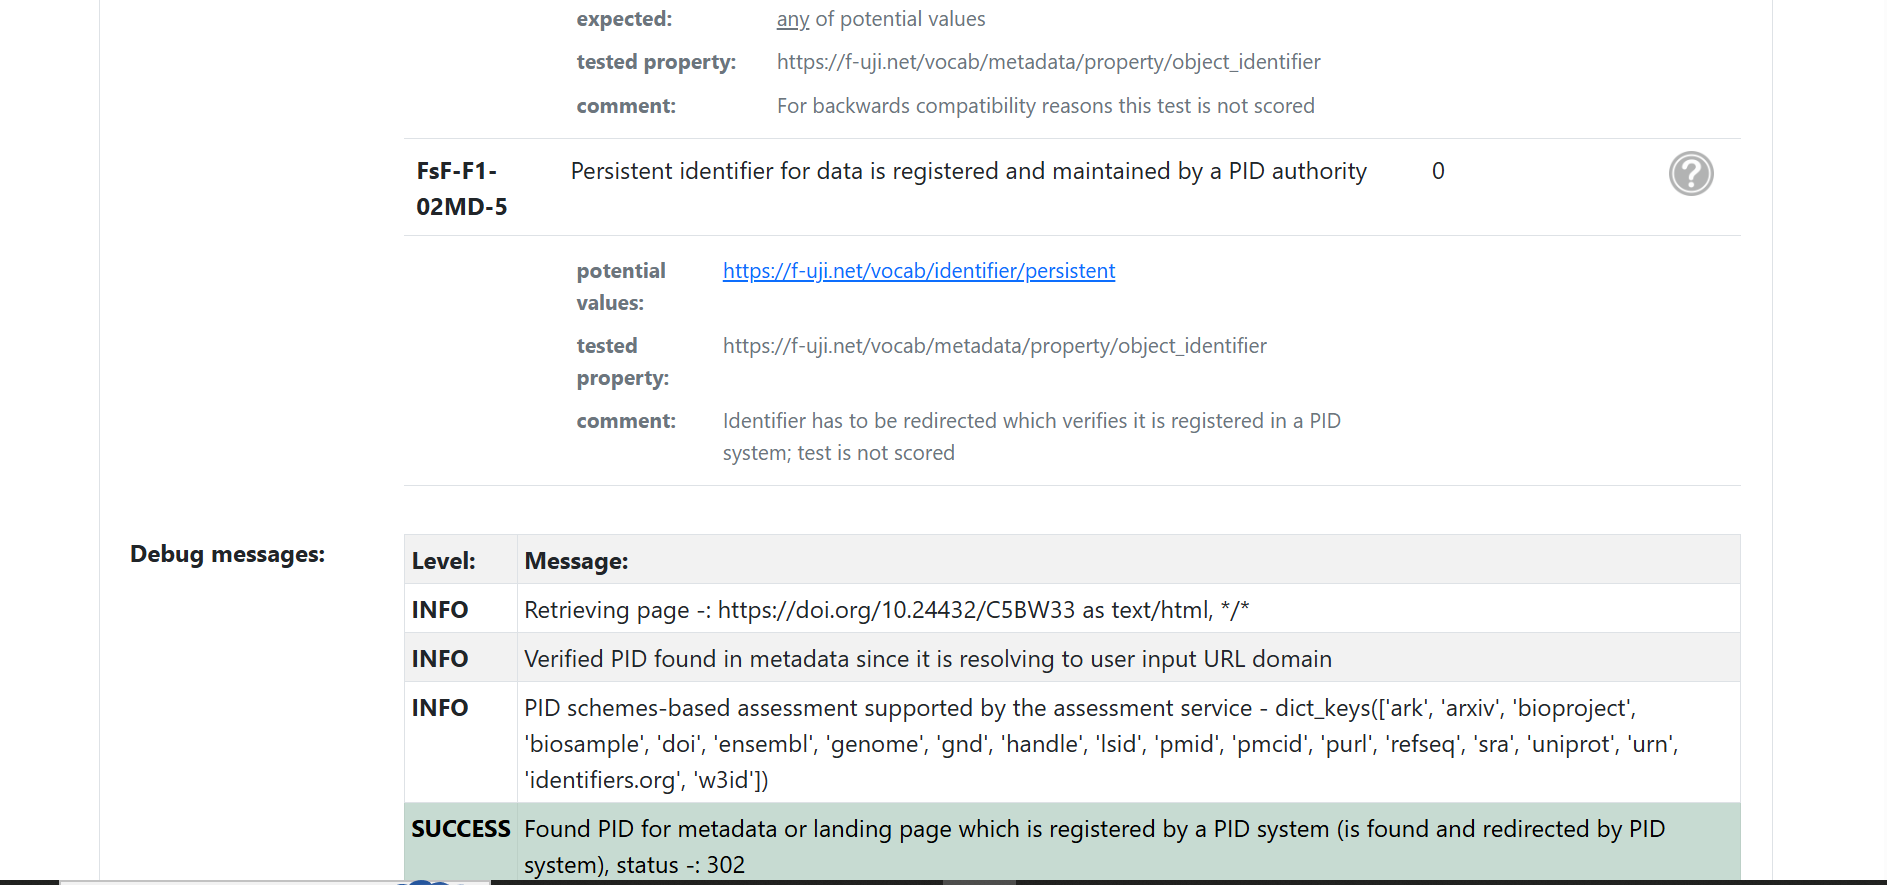 expected: any of potential values
tested property: https://f-uji.net/vocab/metadata/property/object_identifier
comment: For backwards compatibility reasons this test is not scored
FsF-F1-
02MD-5
Persistent identifier for data is registered and maintained by a PID authority
0
?
potential
values:
https://f-uji.net/vocab/identifier/persistent
tested
property:
https://f-uji.net/vocab/metadata/property/object_identifier
comment:
Identifier has to be redirected which verifies it is registered in a PID
system; test is not scored
Debug messages:
Level: Message:
INFO Retrieving page -: https://doi.org/10.24432/C5BW33 as text/html, */*
INFO Verified PID found in metadata since it is resolving to user input URL domain
INFO PID schemes-based assessment supported by the assessment service - dict_keys(['ark', 'arxiv', 'bioproject',
'biosample', 'doi', 'ensembl', 'genome', 'gnd', 'handle', 'lsid', 'pmid', 'pmcid', 'purl', 'refseq', 'sra', 'uniprot', 'urn',
'identifiers.org', 'w3id'])
SUCCESS Found PID for metadata or landing page which is registered by a PID system (is found and redirected by PID
system), status -: 302